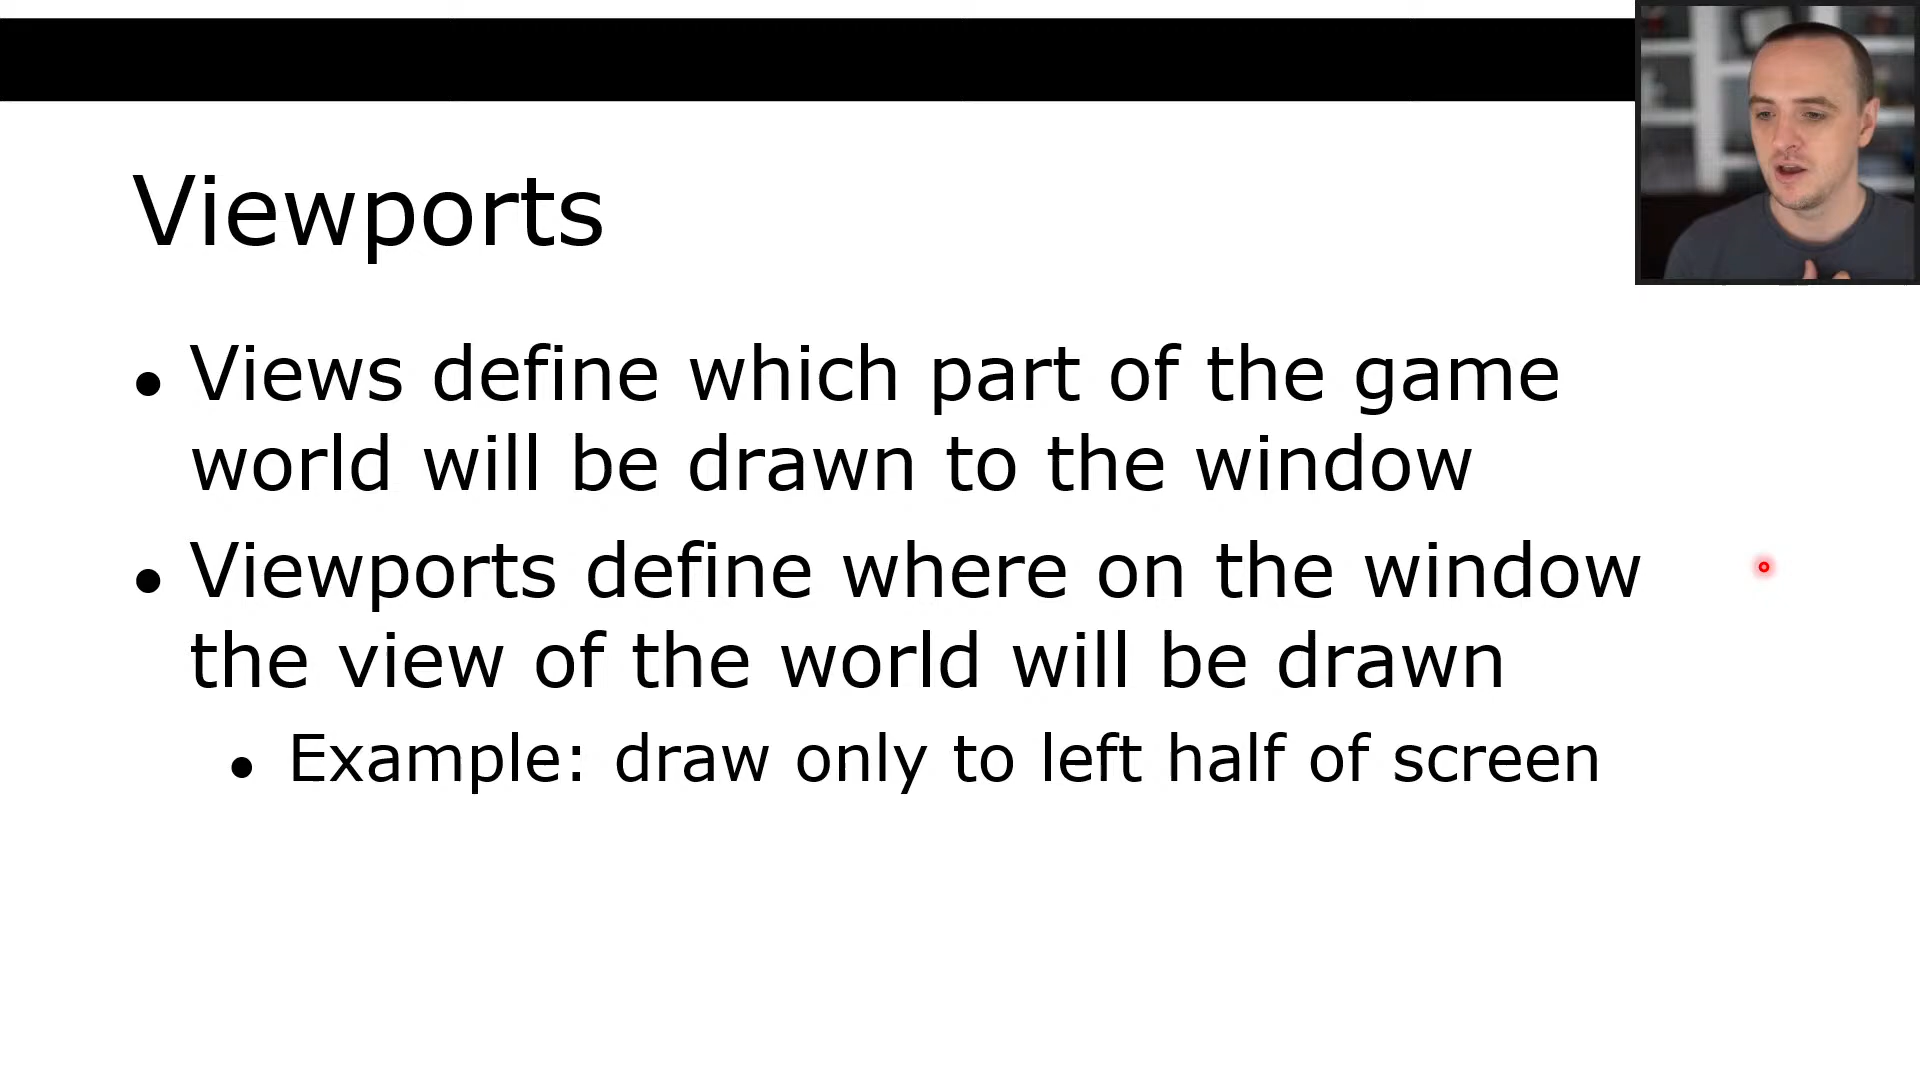 Viewports
• Views define which part of the game
world will be drawn to the window
• Viewports define where on the window
the view of the world will be drawn
• Example: draw only to left half of screen